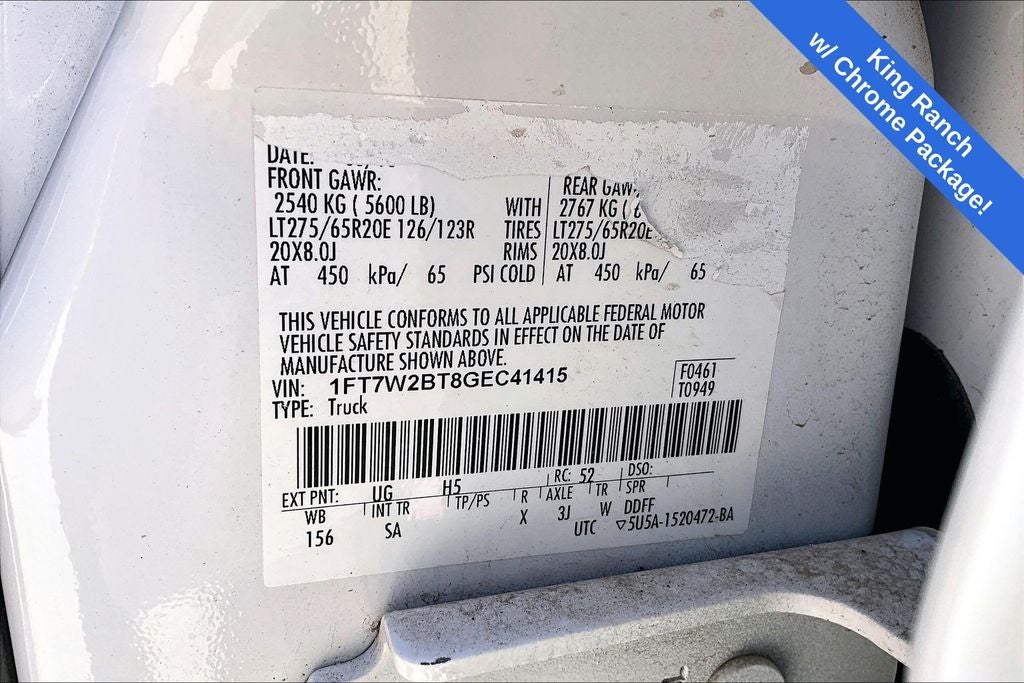 King Ranch
w/ Chrome Package!
DATE:
FRONT GAWR: REAR GAWR
2540 KG ( 5600 LB) WITH 2767 KG (
LT275/65R20E 126/123R TIRES LT275/65R20E
20X8.0J RIMS 20X8.0J
AT 450 kPa/ 65 PSI COLD AT 450 kPa/ 65
THIS VEHICLE CONFORMS TO ALL APPLICABLE FEDERAL MOTOR
VEHICLE SAFETY STANDARDS IN EFFECT ON THE DATE OF
MANUFACTURE SHOWN ABOVE.
VIN: 1FT7W2BT8GEC41415 F0461
TYPE: Truck T0949
EXT PNT: UG H5 RC: 52 DSO:
WB INT TR TP/PS R AXLE TR SPR
156 SA X 3J W DDFF
UTC ▽5U5A-1520472-BA